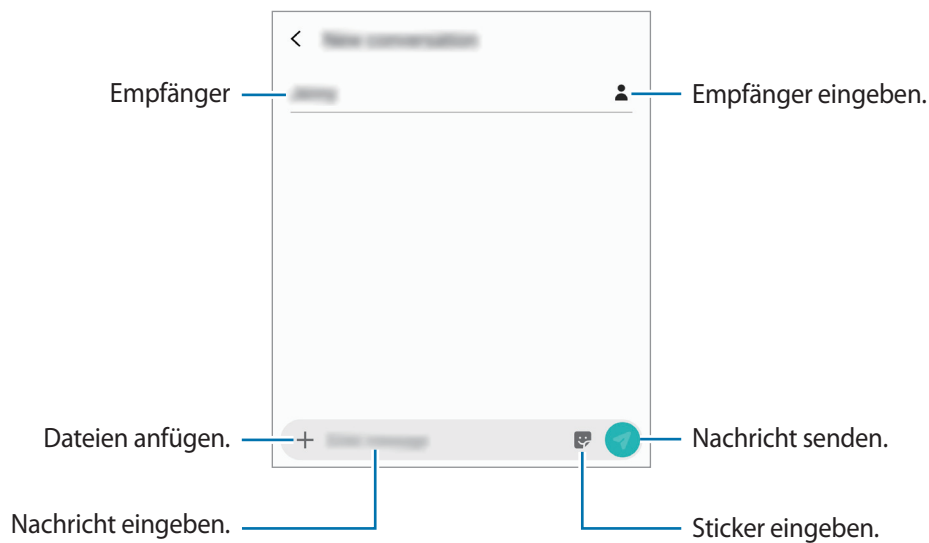 Empfänger
Empfänger eingeben.
Dateien anfügen.
Nachricht senden.
Nachricht eingeben.
Sticker eingeben.